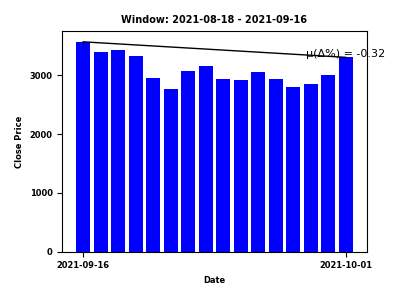 Window: 2021-08-18 - 2021-09-16
μ(Δ%) = -0.32
3000
2000
1000
0
Close Price
2021-09-16 2021-10-01
Date